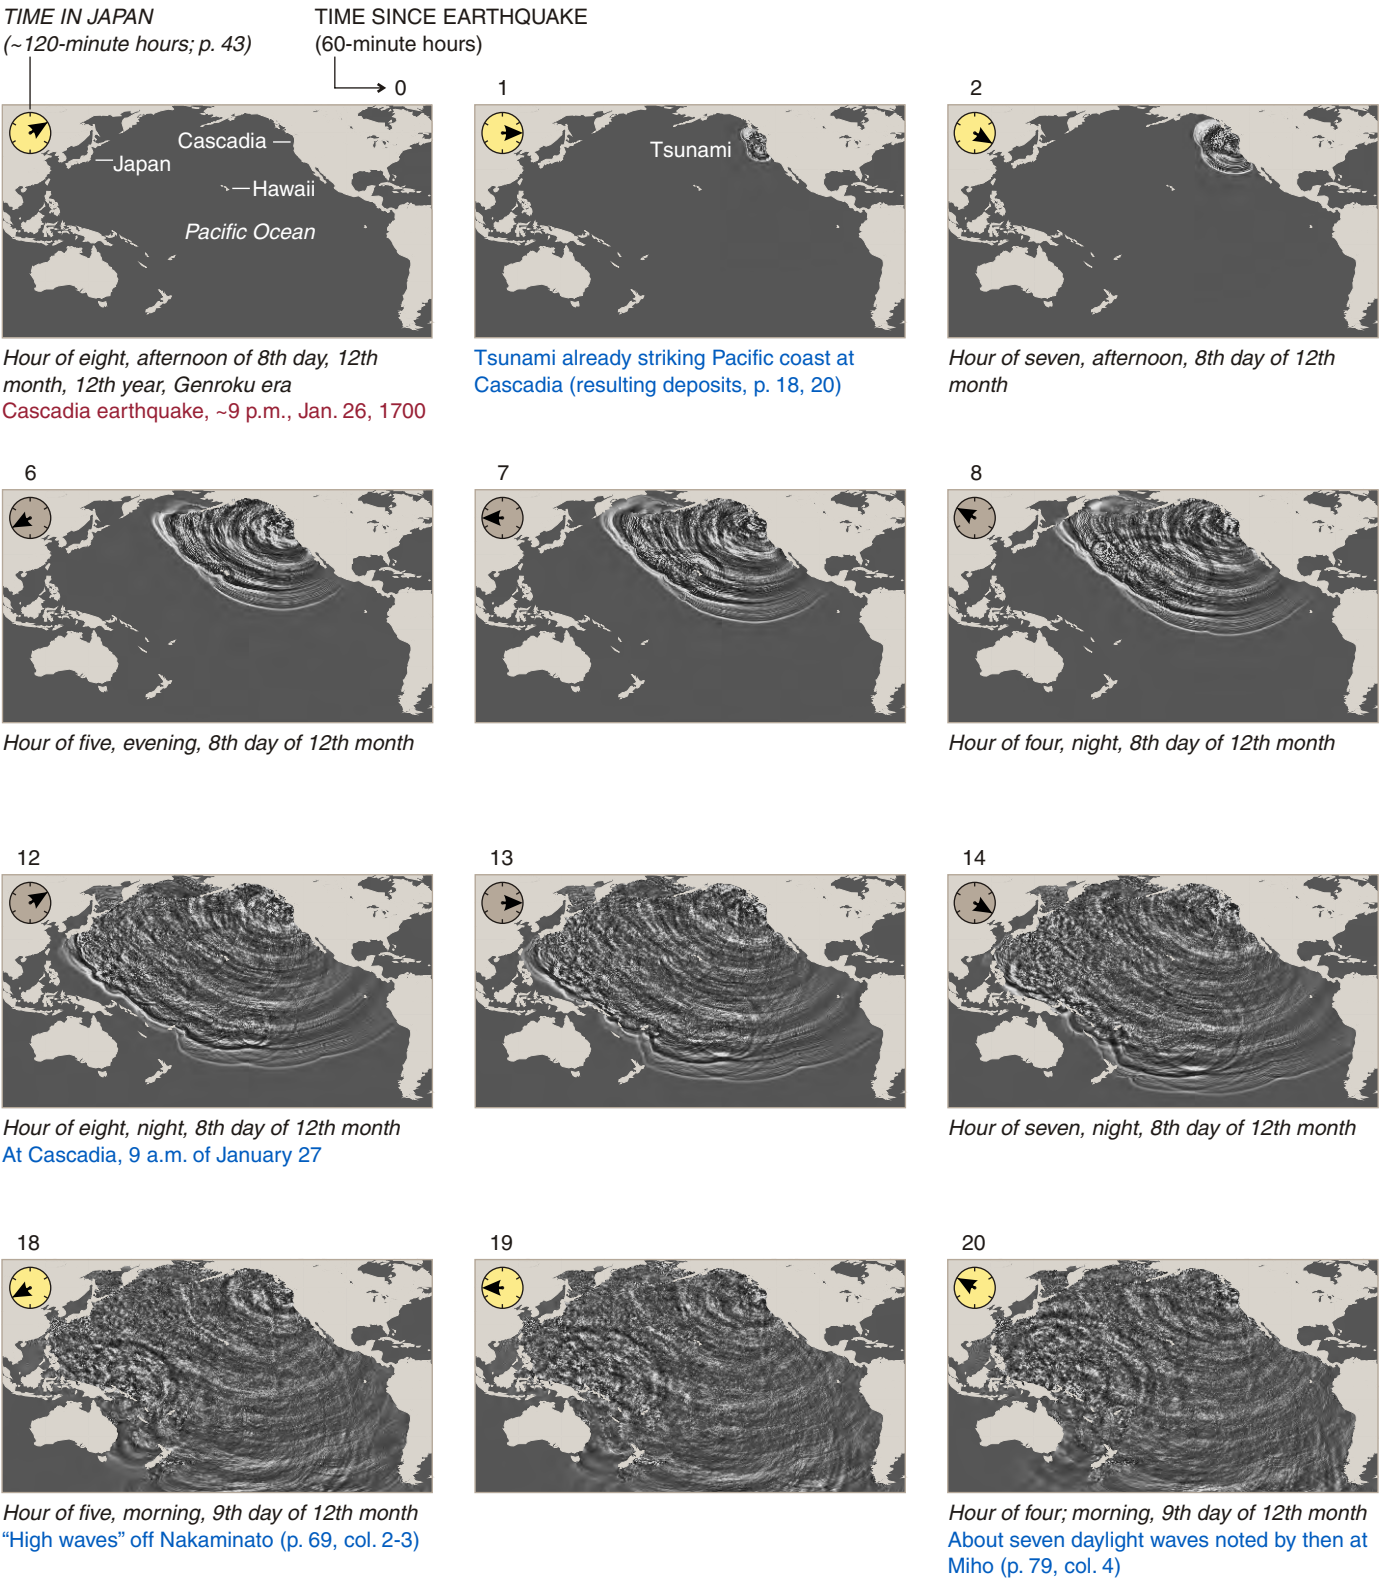 TIME IN JAPAN
(~120-minute hours; p. 43)
TIME SINCE EARTHQUAKE
(60-minute hours)
0
1
2
Cascadia
Japan
Hawaii
Pacific Ocean
Tsunami
Hour of eight, afternoon of 8th day, 12th
month, 12th year, Genroku era
Cascadia earthquake, ~9 p.m., Jan. 26, 1700
Tsunami already striking Pacific coast at
Cascadia (resulting deposits, p. 18, 20)
Hour of seven, afternoon, 8th day of 12th
month
6
7
8
Hour of five, evening, 8th day of 12th month
Hour of four, night, 8th day of 12th month
12
13
14
Hour of eight, night, 8th day of 12th month
At Cascadia, 9 a.m. of January 27
Hour of seven, night, 8th day of 12th month
18
19
20
Hour of five, morning, 9th day of 12th month
“High waves” off Nakaminato (p. 69, col. 2-3)
Hour of four; morning, 9th day of 12th month
About seven daylight waves noted by then at
Miho (p. 79, col. 4)